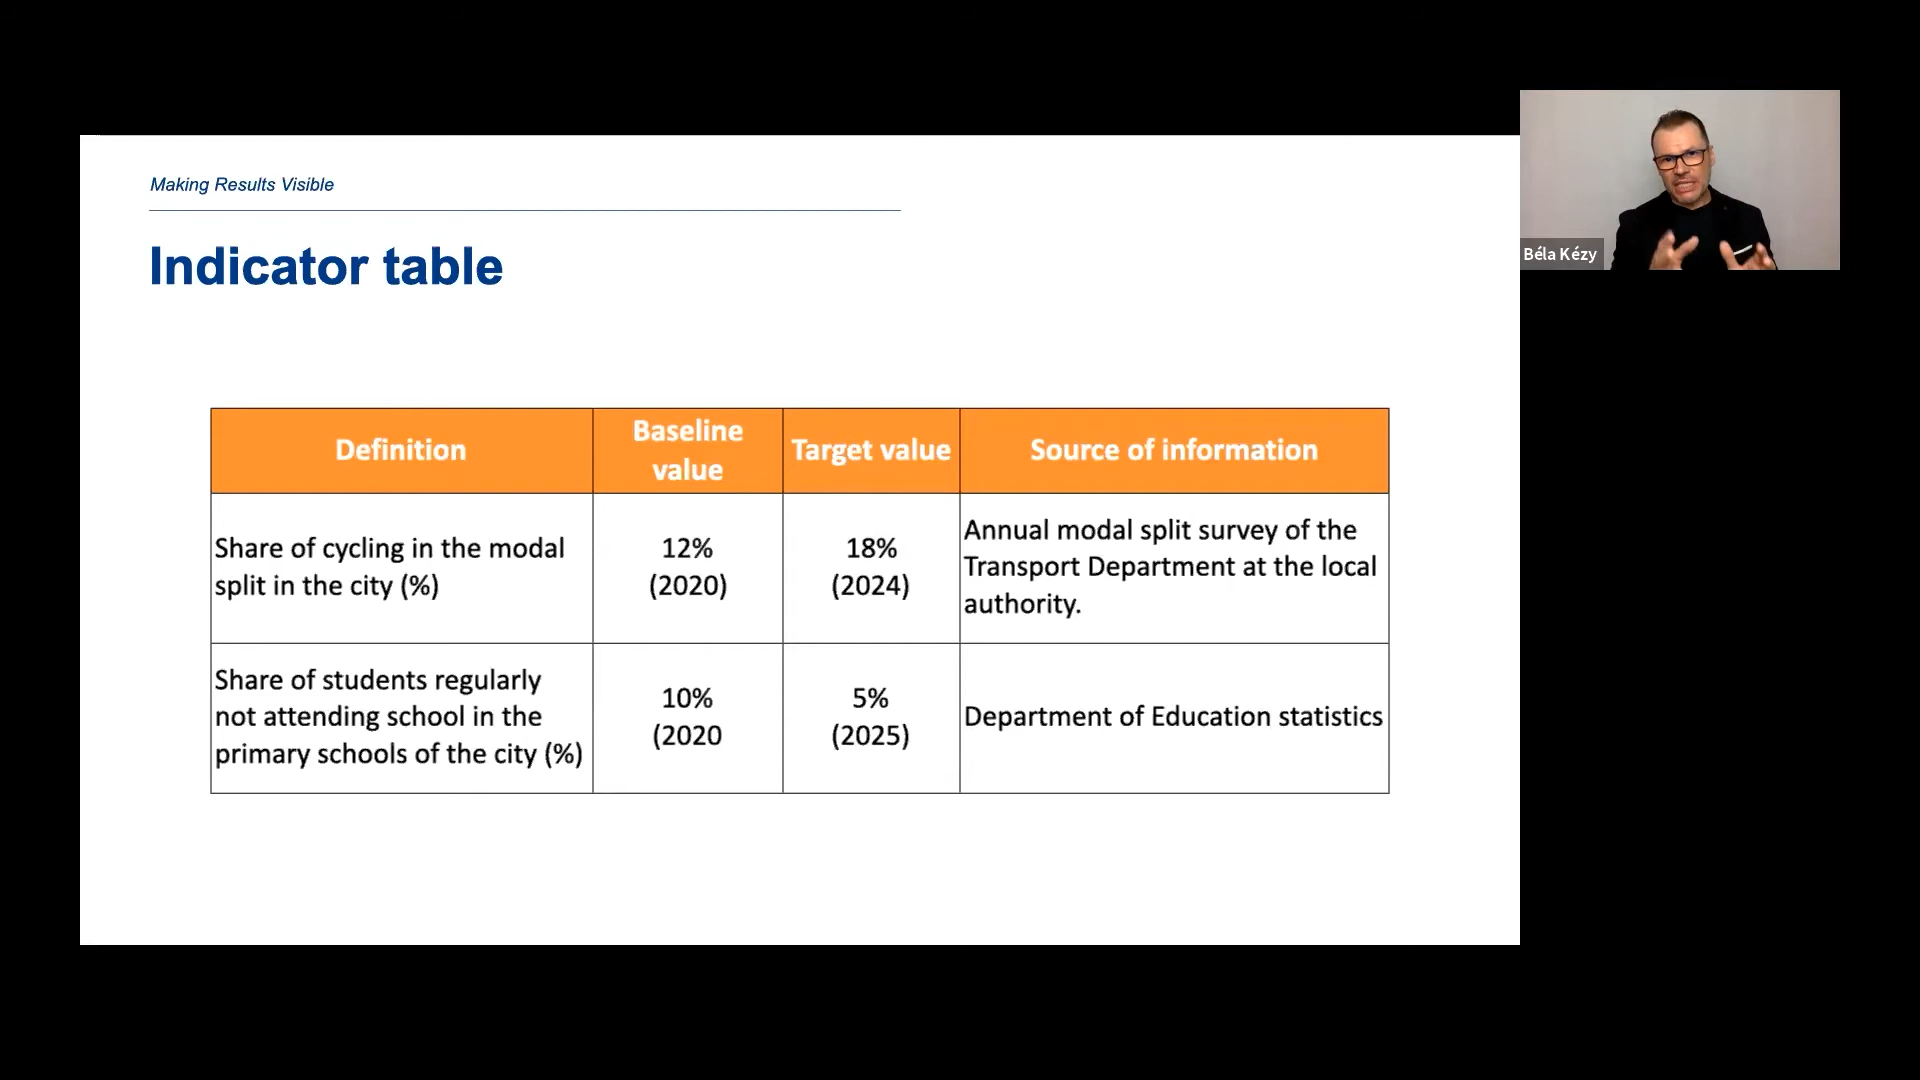 Making Results Visible
Indicator table
Definition
Baseline
value
Target value
Source of information
Share of cycling in the modal
split in the city (%)
12%
(2020)
18%
(2024)
Annual modal split survey of the
Transport Department at the local
authority.
Share of students regularly
not attending school in the
primary schools of the city (%)
10%
(2020
5%
(2025)
Department of Education statistics
Béla Kézy